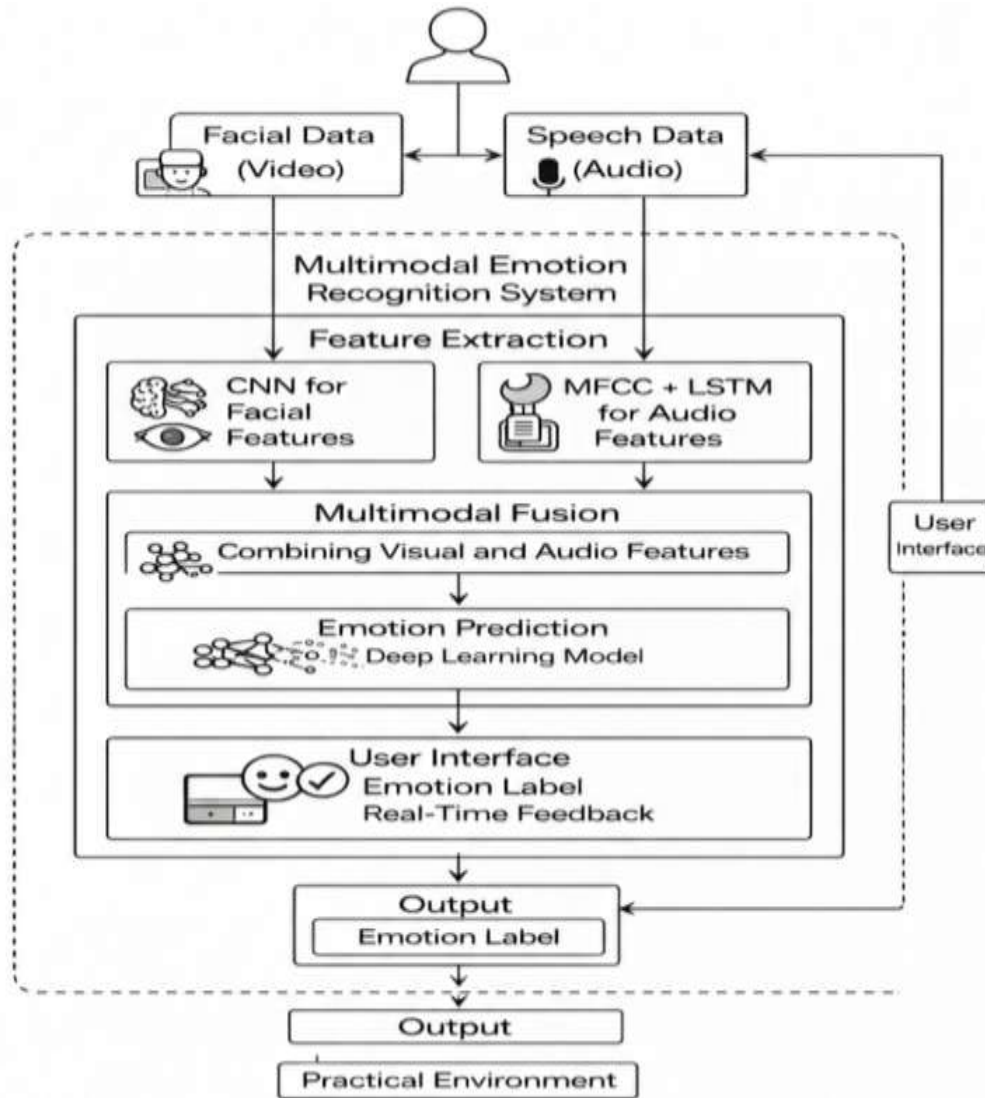 Facial Data
(Video)
Speech Data
(Audio)
Multimodal Emotion
Recognition System
Feature Extraction
CNN for
Facial
Features
MFCC + LSTM
for Audio
Features
Multimodal Fusion
Combining Visual and Audio Features
Emotion Prediction
Deep Learning Model
User Interface
Emotion Label
Real-Time Feedback
User
Interface
Output
Emotion Label
Output
Practical Environment